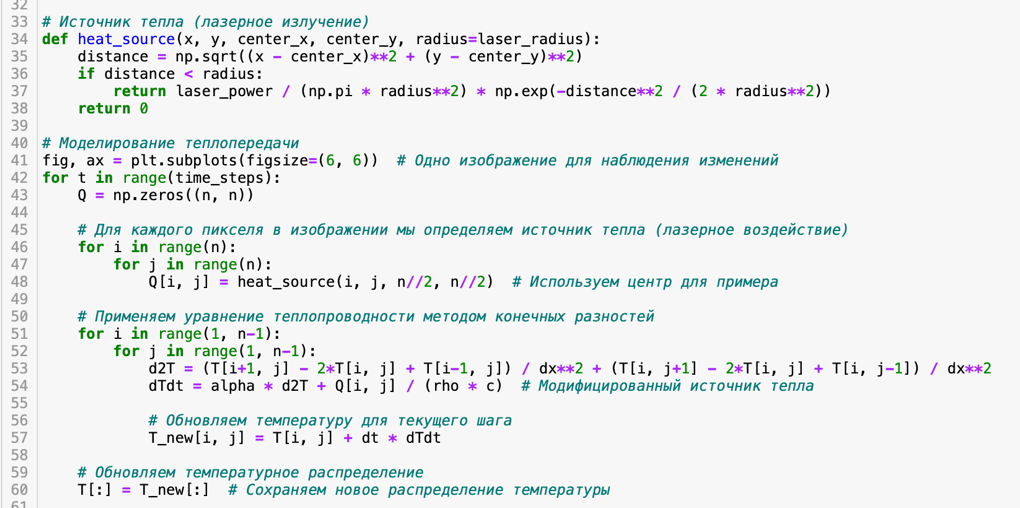 32
33 # Источник тепла (лазерное излучение)
34 def heat_source(x, y, center_x, center_y, radius=laser_radius):
35     distance = np.sqrt((x - center_x)**2 + (y - center_y)**2)
36     if distance < radius:
37         return laser_power / (np.pi * radius**2) * np.exp(-distance**2 / (2 * radius**2))
38     return 0
39
40 # Моделирование теплопередачи
41 fig, ax = plt.subplots(figsize=(6, 6))  # Одно изображение для наблюдения изменений
42 for t in range(time_steps):
43     Q = np.zeros((n, n))
44
45     # Для каждого пикселя в изображении мы определяем источник тепла (лазерное воздействие)
46     for i in range(n):
47         for j in range(n):
48             Q[i, j] = heat_source(i, j, n//2, n//2)  # Используем центр для примера
49
50     # Применяем уравнение теплопроводности методом конечных разностей
51     for i in range(1, n-1):
52         for j in range(1, n-1):
53             d2T = (T[i+1, j] - 2*T[i, j] + T[i-1, j]) / dx**2 + (T[i, j+1] - 2*T[i, j] + T[i, j-1]) / dx**2
54             dTdt = alpha * d2T + Q[i, j] / (rho * c)  # Модифицированный источник тепла
55
56             # Обновляем температуру для текущего шага
57             T_new[i, j] = T[i, j] + dt * dTdt
58
59     # Обновляем температурное распределение
60     T[:] = T_new[:]  # Сохраняем новое распределение температуры
61